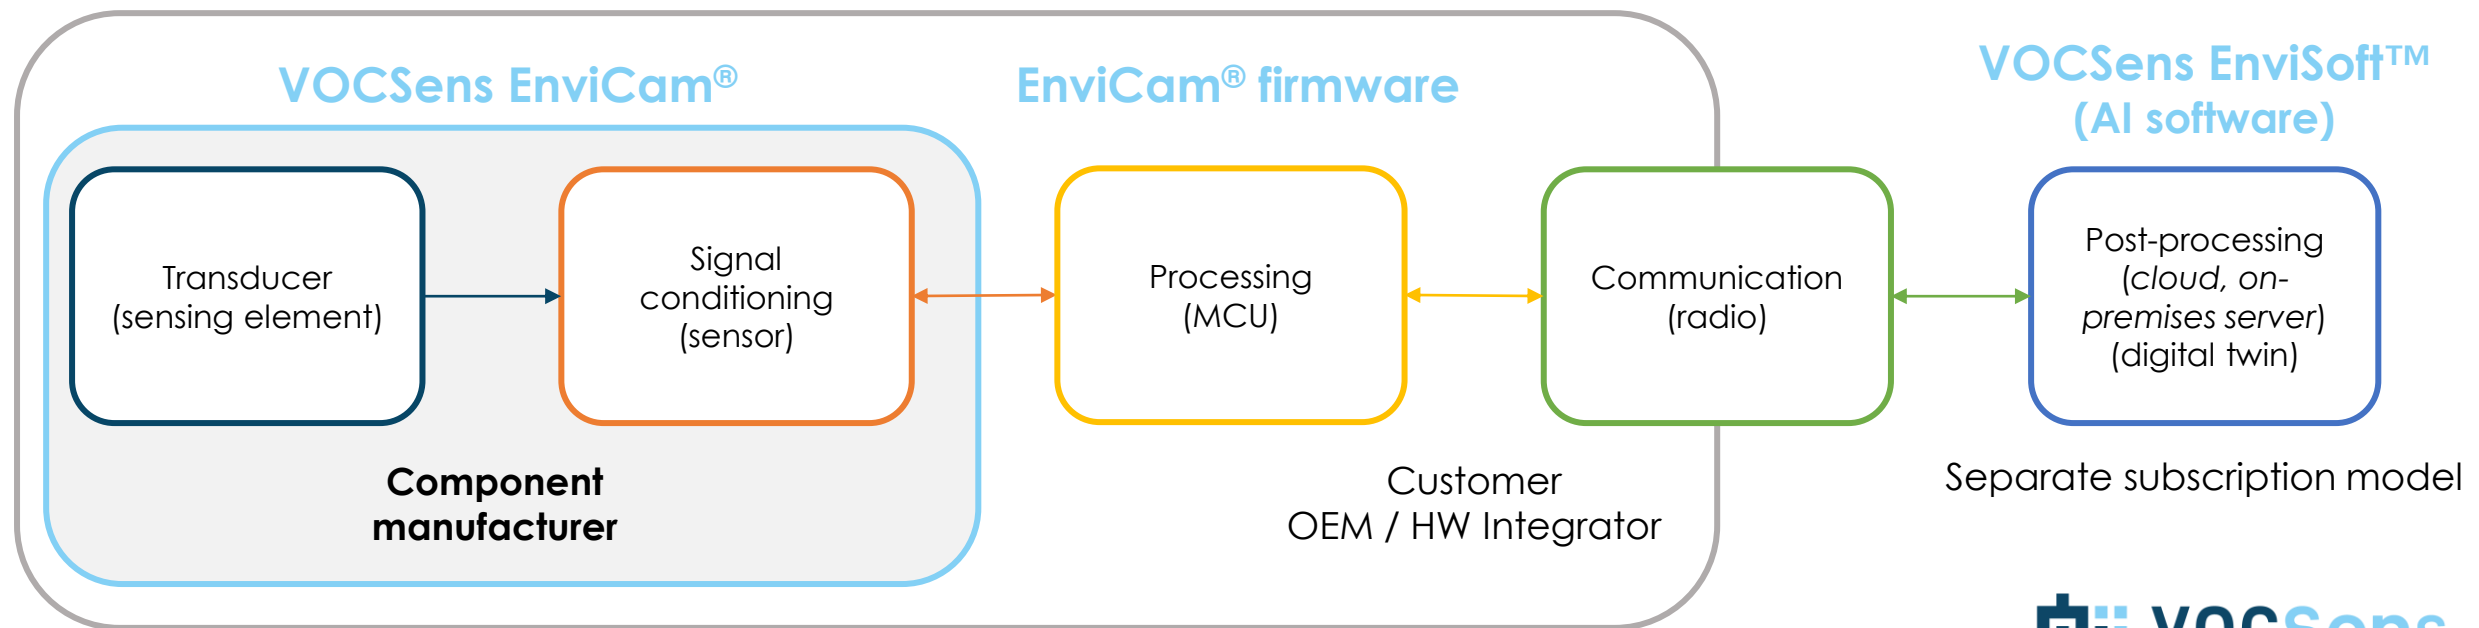 VOCSens EnviCam®
EnviCam® firmware
VOCSens EnviSoft™
(AI software)
Transducer
(sensing element)
Signal
conditioning
(sensor)
Processing
(MCU)
Communication
(radio)
Post-processing
(cloud, on-
premises server)
(digital twin)
Component
manufacturer
Customer
OEM / HW Integrator
Separate subscription model
VOCSens